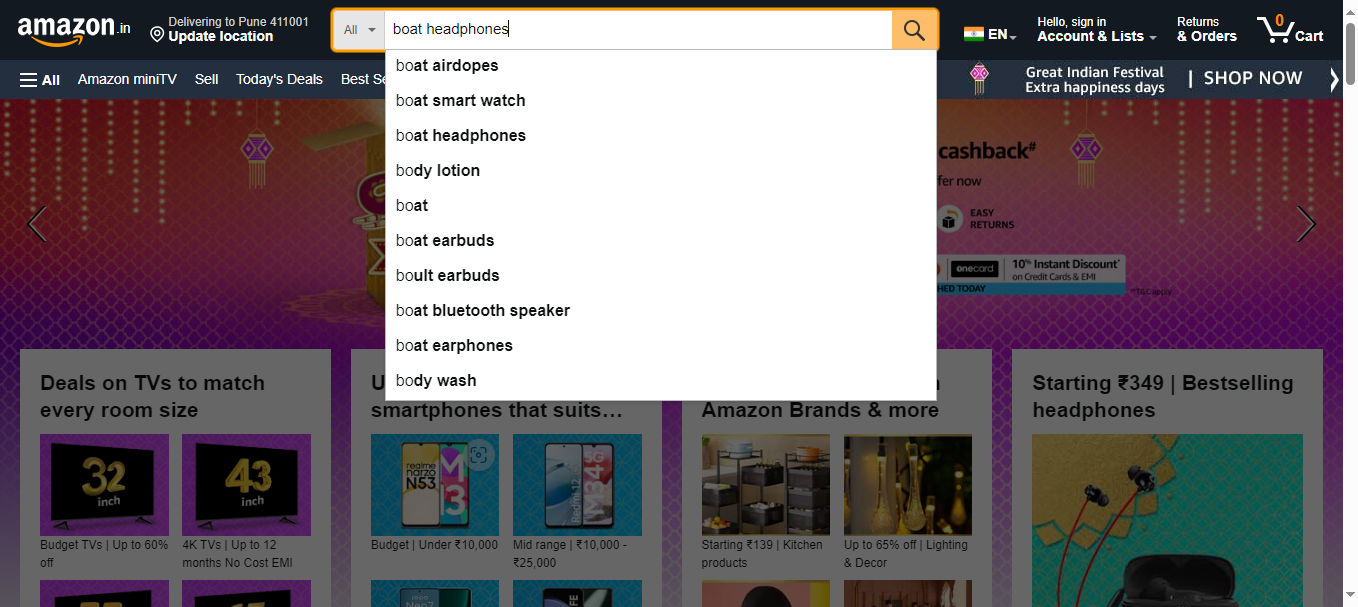 amazon.in
Delivering to Pune 411001
Update location
All
boat headphones
EN
Hello, sign in
Account & Lists
Returns
& Orders
0
Cart
All
Amazon miniTV
Sell
Today's Deals
Best Se
Great Indian Festival
Extra happiness days
| SHOP NOW
boat airdopes
boat smart watch
boat headphones
body lotion
boat
boat earbuds
boult earbuds
boat bluetooth speaker
boat earphones
body wash
cashback#
fer now
EASY
RETURNS
onecard
10% Instant Discount*
on Credit Cards & EMI
HED TODAY
**T&C apply
Deals on TVs to match
every room size
32
inch
43
inch
Budget TVs | Up to 60%
off
4K TVs | Up to 12
months No Cost EMI
U
smartphones that suits…
realme
narzo
N53
M13
Redmi 12
5G
M34
Budget | Under ₹10,000
Mid range | ₹10,000 -
₹25,000
Amazon Brands & more
Starting ₹139 | Kitchen
products
Up to 65% off | Lighting
& Decor
Starting ₹349 | Bestselling
headphones